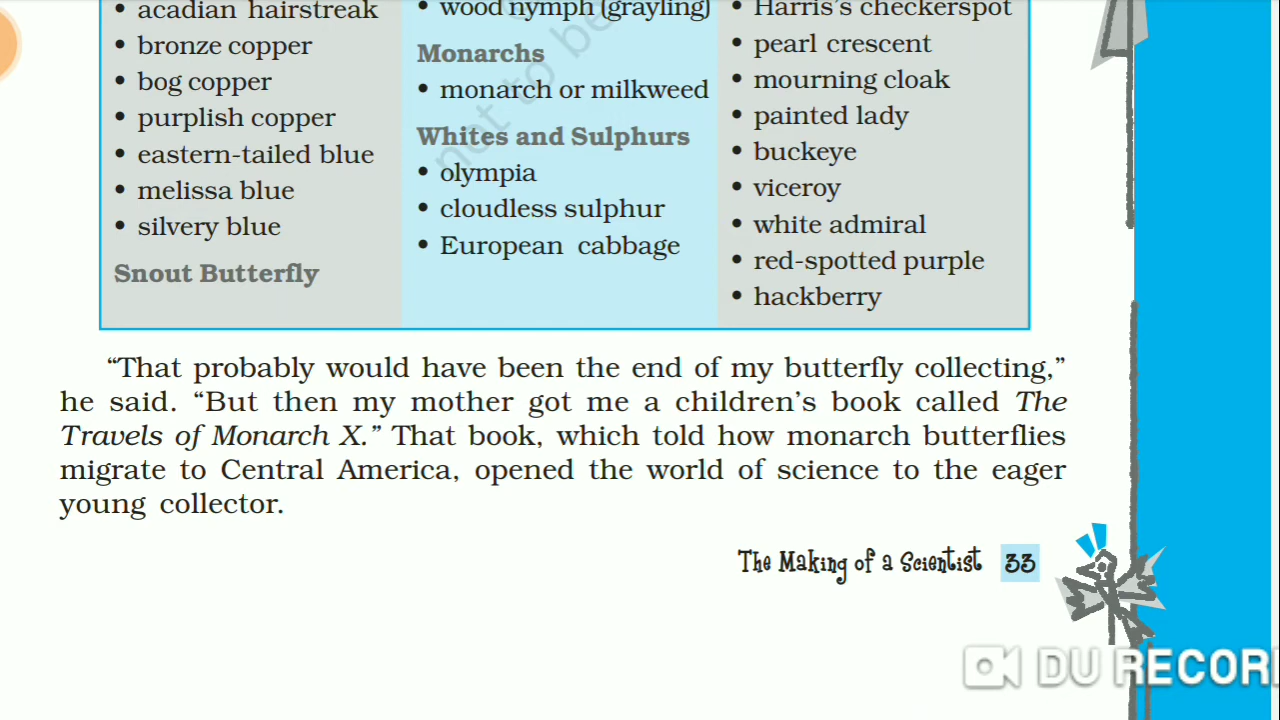 • acadian hairstreak
• bronze copper
• bog copper
• purplish copper
• eastern-tailed blue
• melissa blue
• silvery blue
Snout Butterfly
• wood nymph (grayling)
Monarchs
• monarch or milkweed
Whites and Sulphurs
• olympia
• cloudless sulphur
• European cabbage
• Harris's checkerspot
• pearl crescent
• mourning cloak
• painted lady
• buckeye
• viceroy
• white admiral
• red-spotted purple
• hackberry
not to be
“That probably would have been the end of my butterfly collecting,”
he said. “But then my mother got me a children's book called The
Travels of Monarch X.” That book, which told how monarch butterflies
migrate to Central America, opened the world of science to the eager
young collector.
The Making of a Scientist 33
DU RECOR